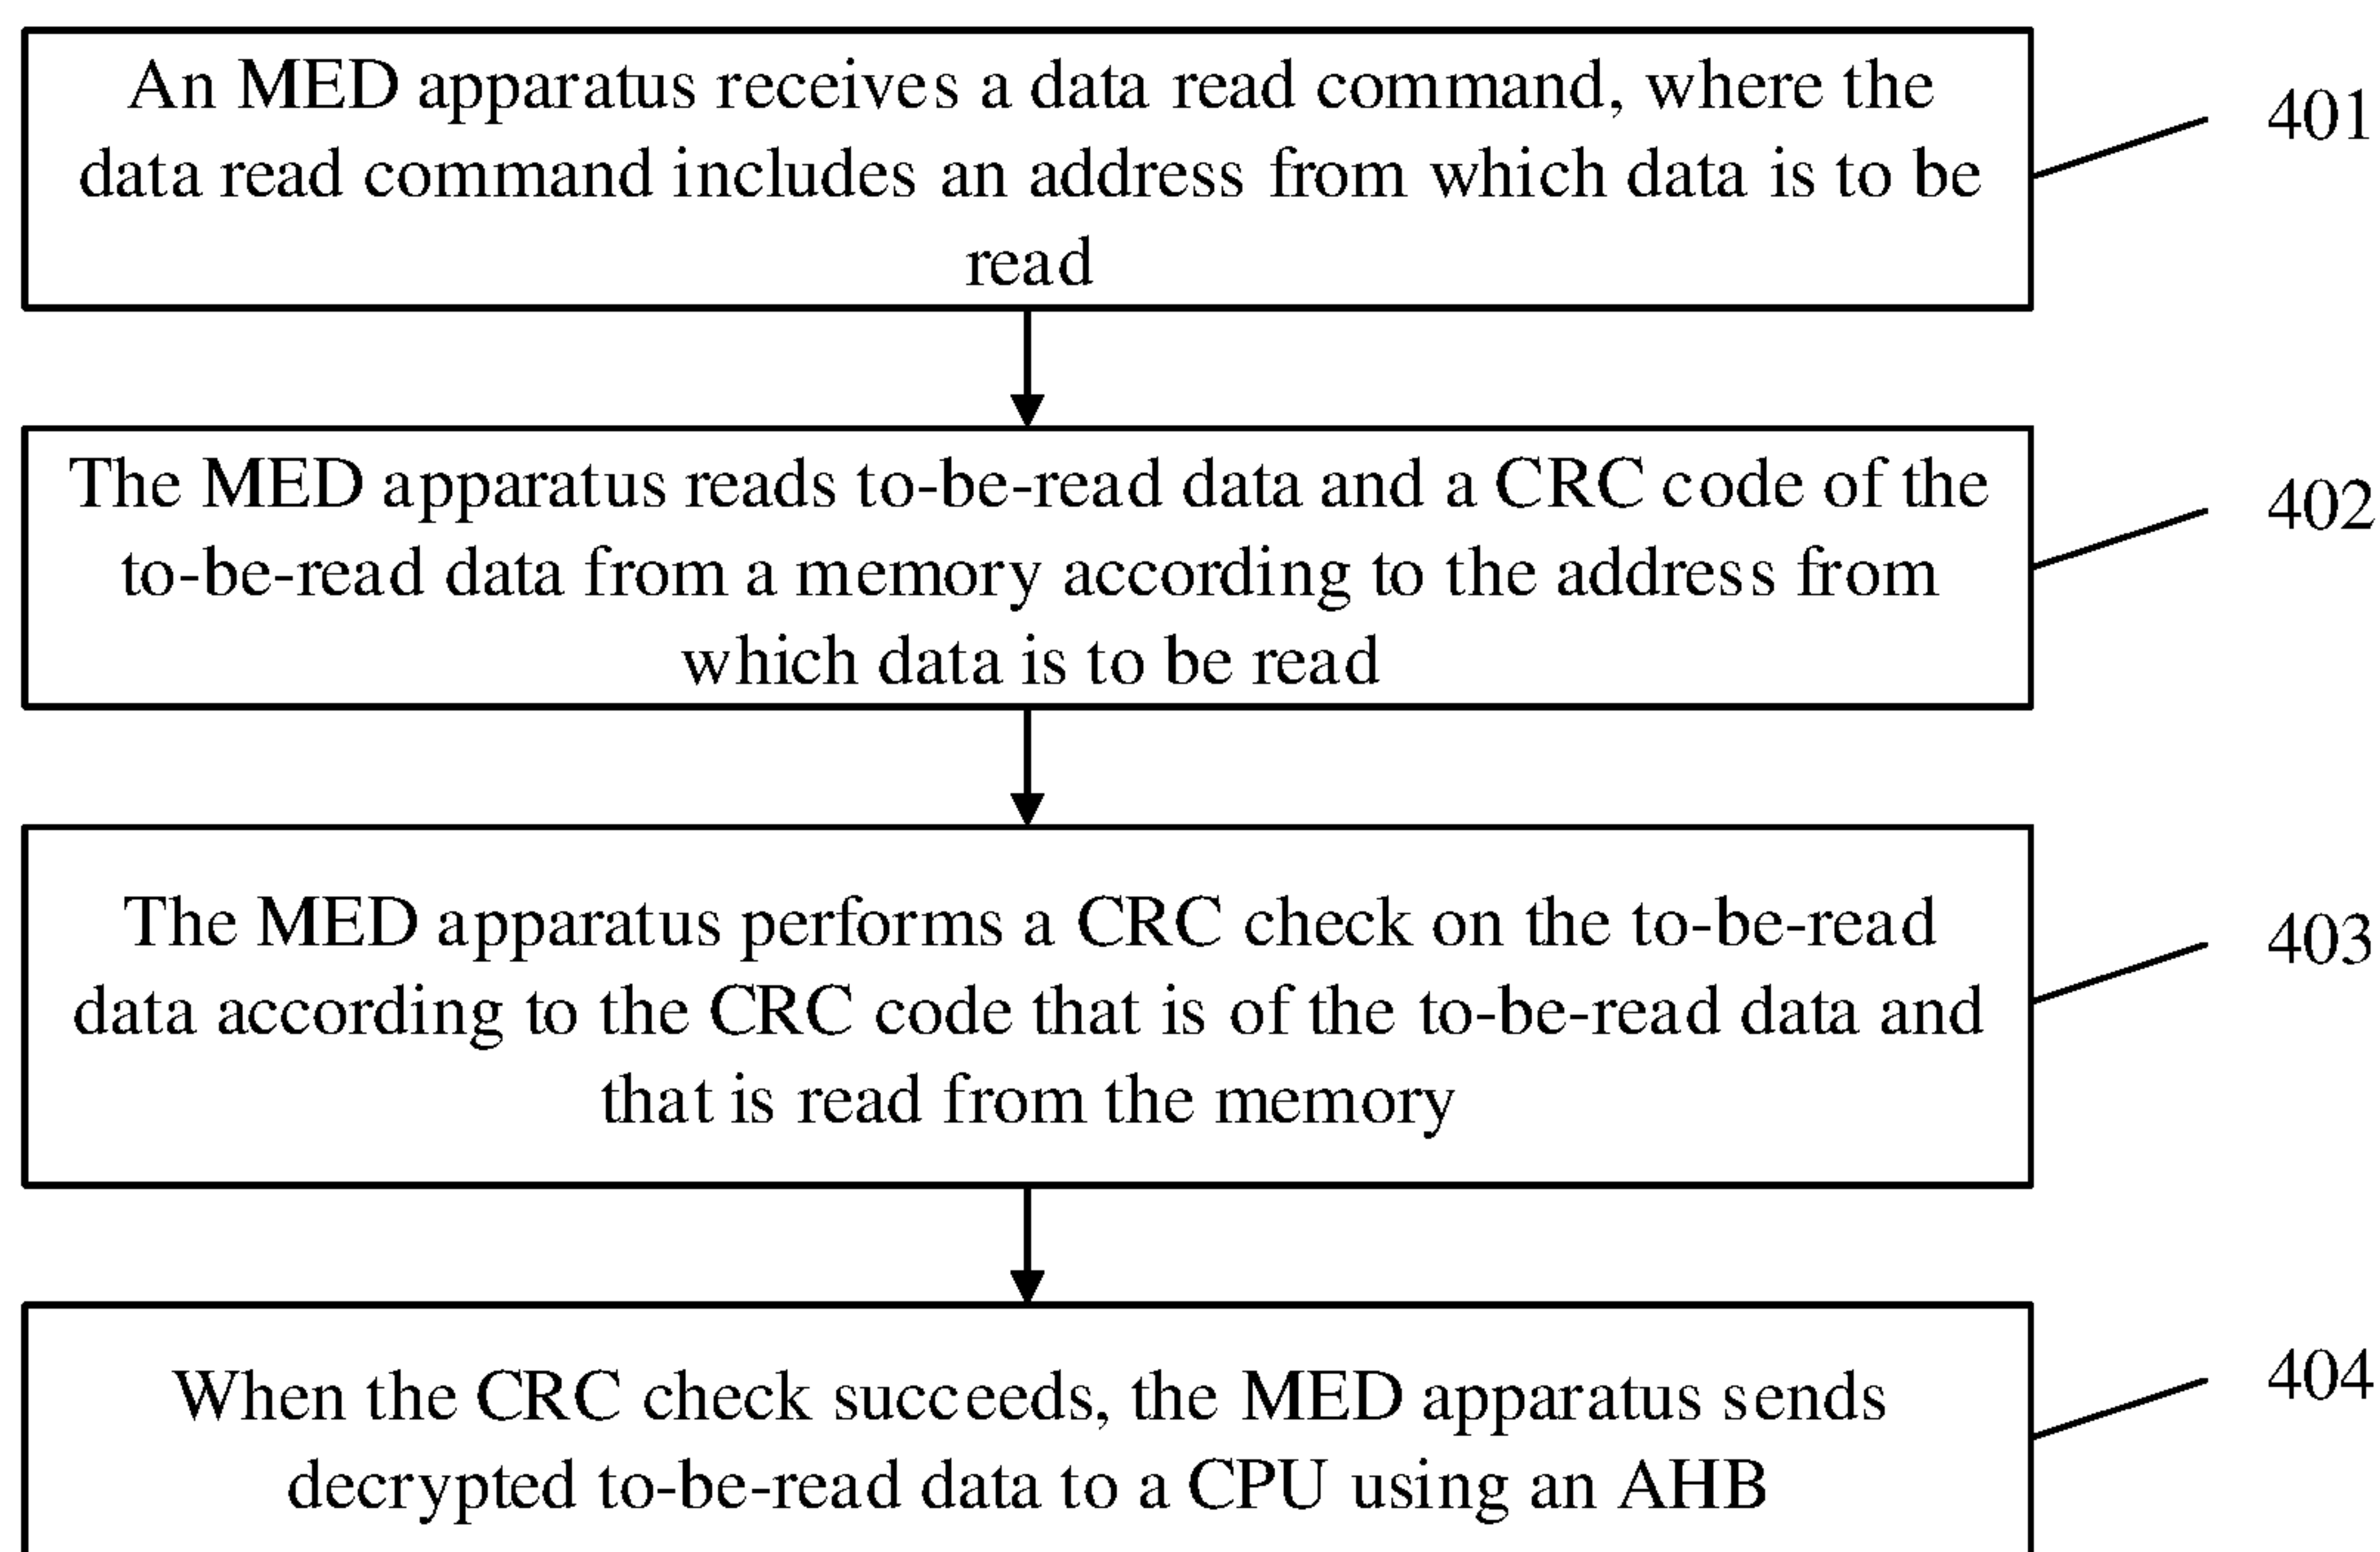 An MED apparatus receives a data read command, where the
data read command includes an address from which data is to be
read
401
The MED apparatus reads to-be-read data and a CRC code of the
to-be-read data from a memory according to the address from
which data is to be read
402
The MED apparatus performs a CRC check on the to-be-read
data according to the CRC code that is of the to-be-read data and
that is read from the memory
403
When the CRC check succeeds, the MED apparatus sends
decrypted to-be-read data to a CPU using an AHB
404